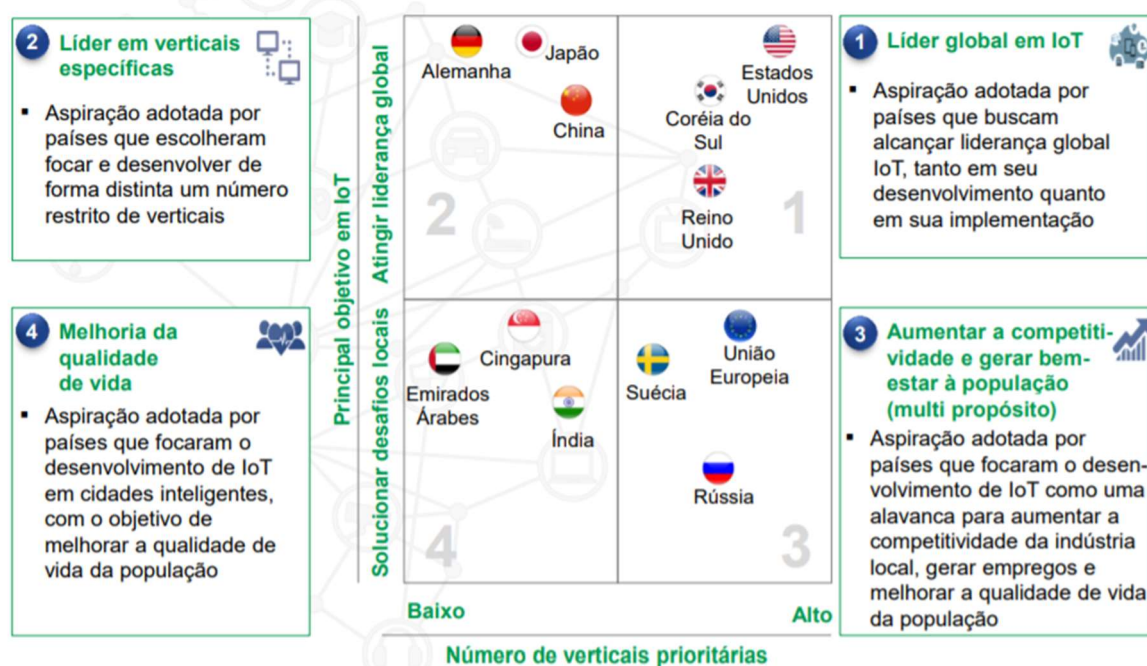 2
Líder em verticais
específicas
▪ Aspiração adotada por
países que escolheram
focar e desenvolver de
forma distinta um número
restrito de verticais
4
Melhoria da
qualidade
de vida
▪ Aspiração adotada por
países que focaram o
desenvolvimento de IoT
em cidades inteligentes,
com o objetivo de
melhorar a qualidade de
vida da população
Principal objetivo em IoT
Atingir liderança global
Solucionar desafios locais
Alemanha
Japão
China
2
Estados
Unidos
Coréia do
Sul
Reino
Unido
1
Cingapura
Emirados
Árabes
Índia
4
União
Europeia
Suécia
Rússia
3
Baixo
Alto
Número de verticais prioritárias
1
Líder global em IoT
▪ Aspiração adotada por
países que buscam
alcançar liderança global
IoT, tanto em seu
desenvolvimento quanto
em sua implementação
3
Aumentar a competiti-
vidade e gerar bem-
estar à população
(multi propósito)
▪ Aspiração adotada por
países que focaram o desen-
volvimento de IoT como uma
alavanca para aumentar a
competitividade da indústria
local, gerar empregos e
melhorar a qualidade de vida
da população